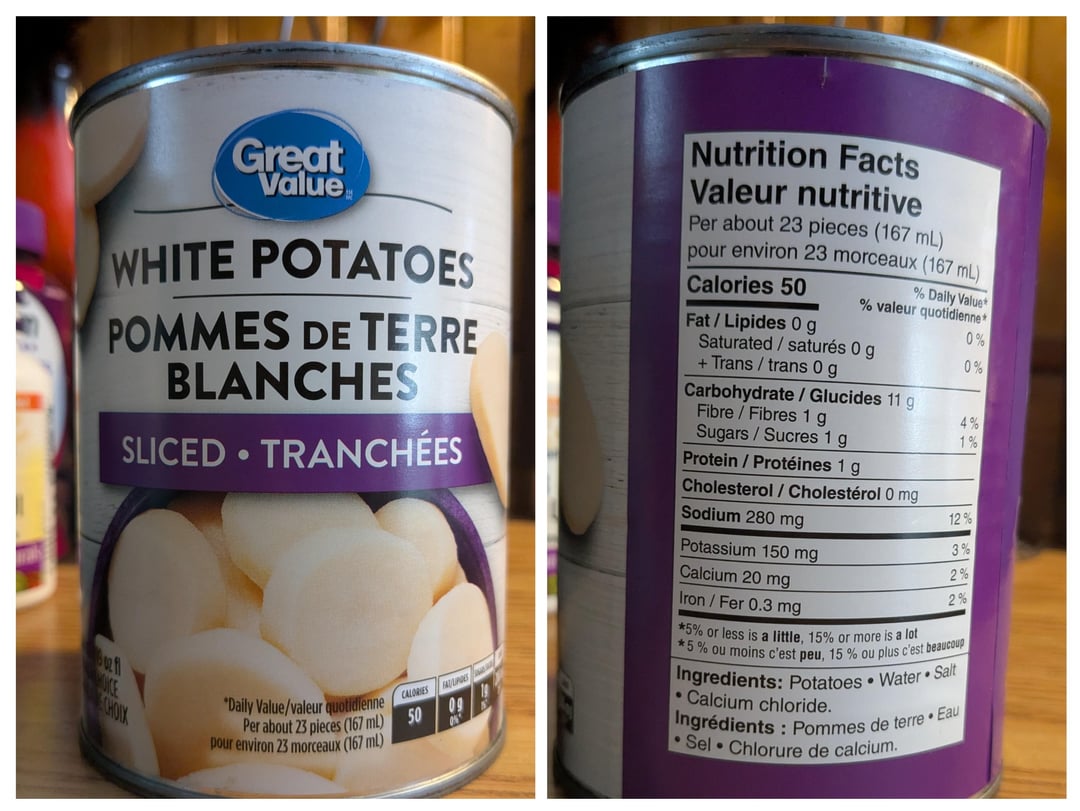 Great
Value
WHITE POTATOES
POMMES DE TERRE
BLANCHES
SLICED • TRANCHÉES
oz fl
CHOIX
*Daily Value/valeur quotidienne
Per about 23 pieces (167 mL)
pour environ 23 morceaux (167 mL)
CALORIES
50
FAT/LIPIDES
0 g
0%*
1g
Nutrition Facts
Valeur nutritive
Per about 23 pieces (167 mL)
pour environ 23 morceaux (167 mL)
Calories 50
% Daily Value*
% valeur quotidienne*
Fat / Lipides 0 g 0 %
Saturated / saturés 0 g
+ Trans / trans 0 g 0 %
Carbohydrate / Glucides 11 g
Fibre / Fibres 1 g 4 %
Sugars / Sucres 1 g 1 %
Protein / Protéines 1 g
Cholesterol / Cholestérol 0 mg
Sodium 280 mg 12 %
Potassium 150 mg 3 %
Calcium 20 mg 2 %
Iron / Fer 0.3 mg 2 %
*5% or less is a little, 15% or more is a lot
*5 % ou moins c'est peu, 15 % ou plus c'est beaucoup
Ingredients: Potatoes • Water • Salt
• Calcium chloride.
Ingrédients : Pommes de terre • Eau
• Sel • Chlorure de calcium.